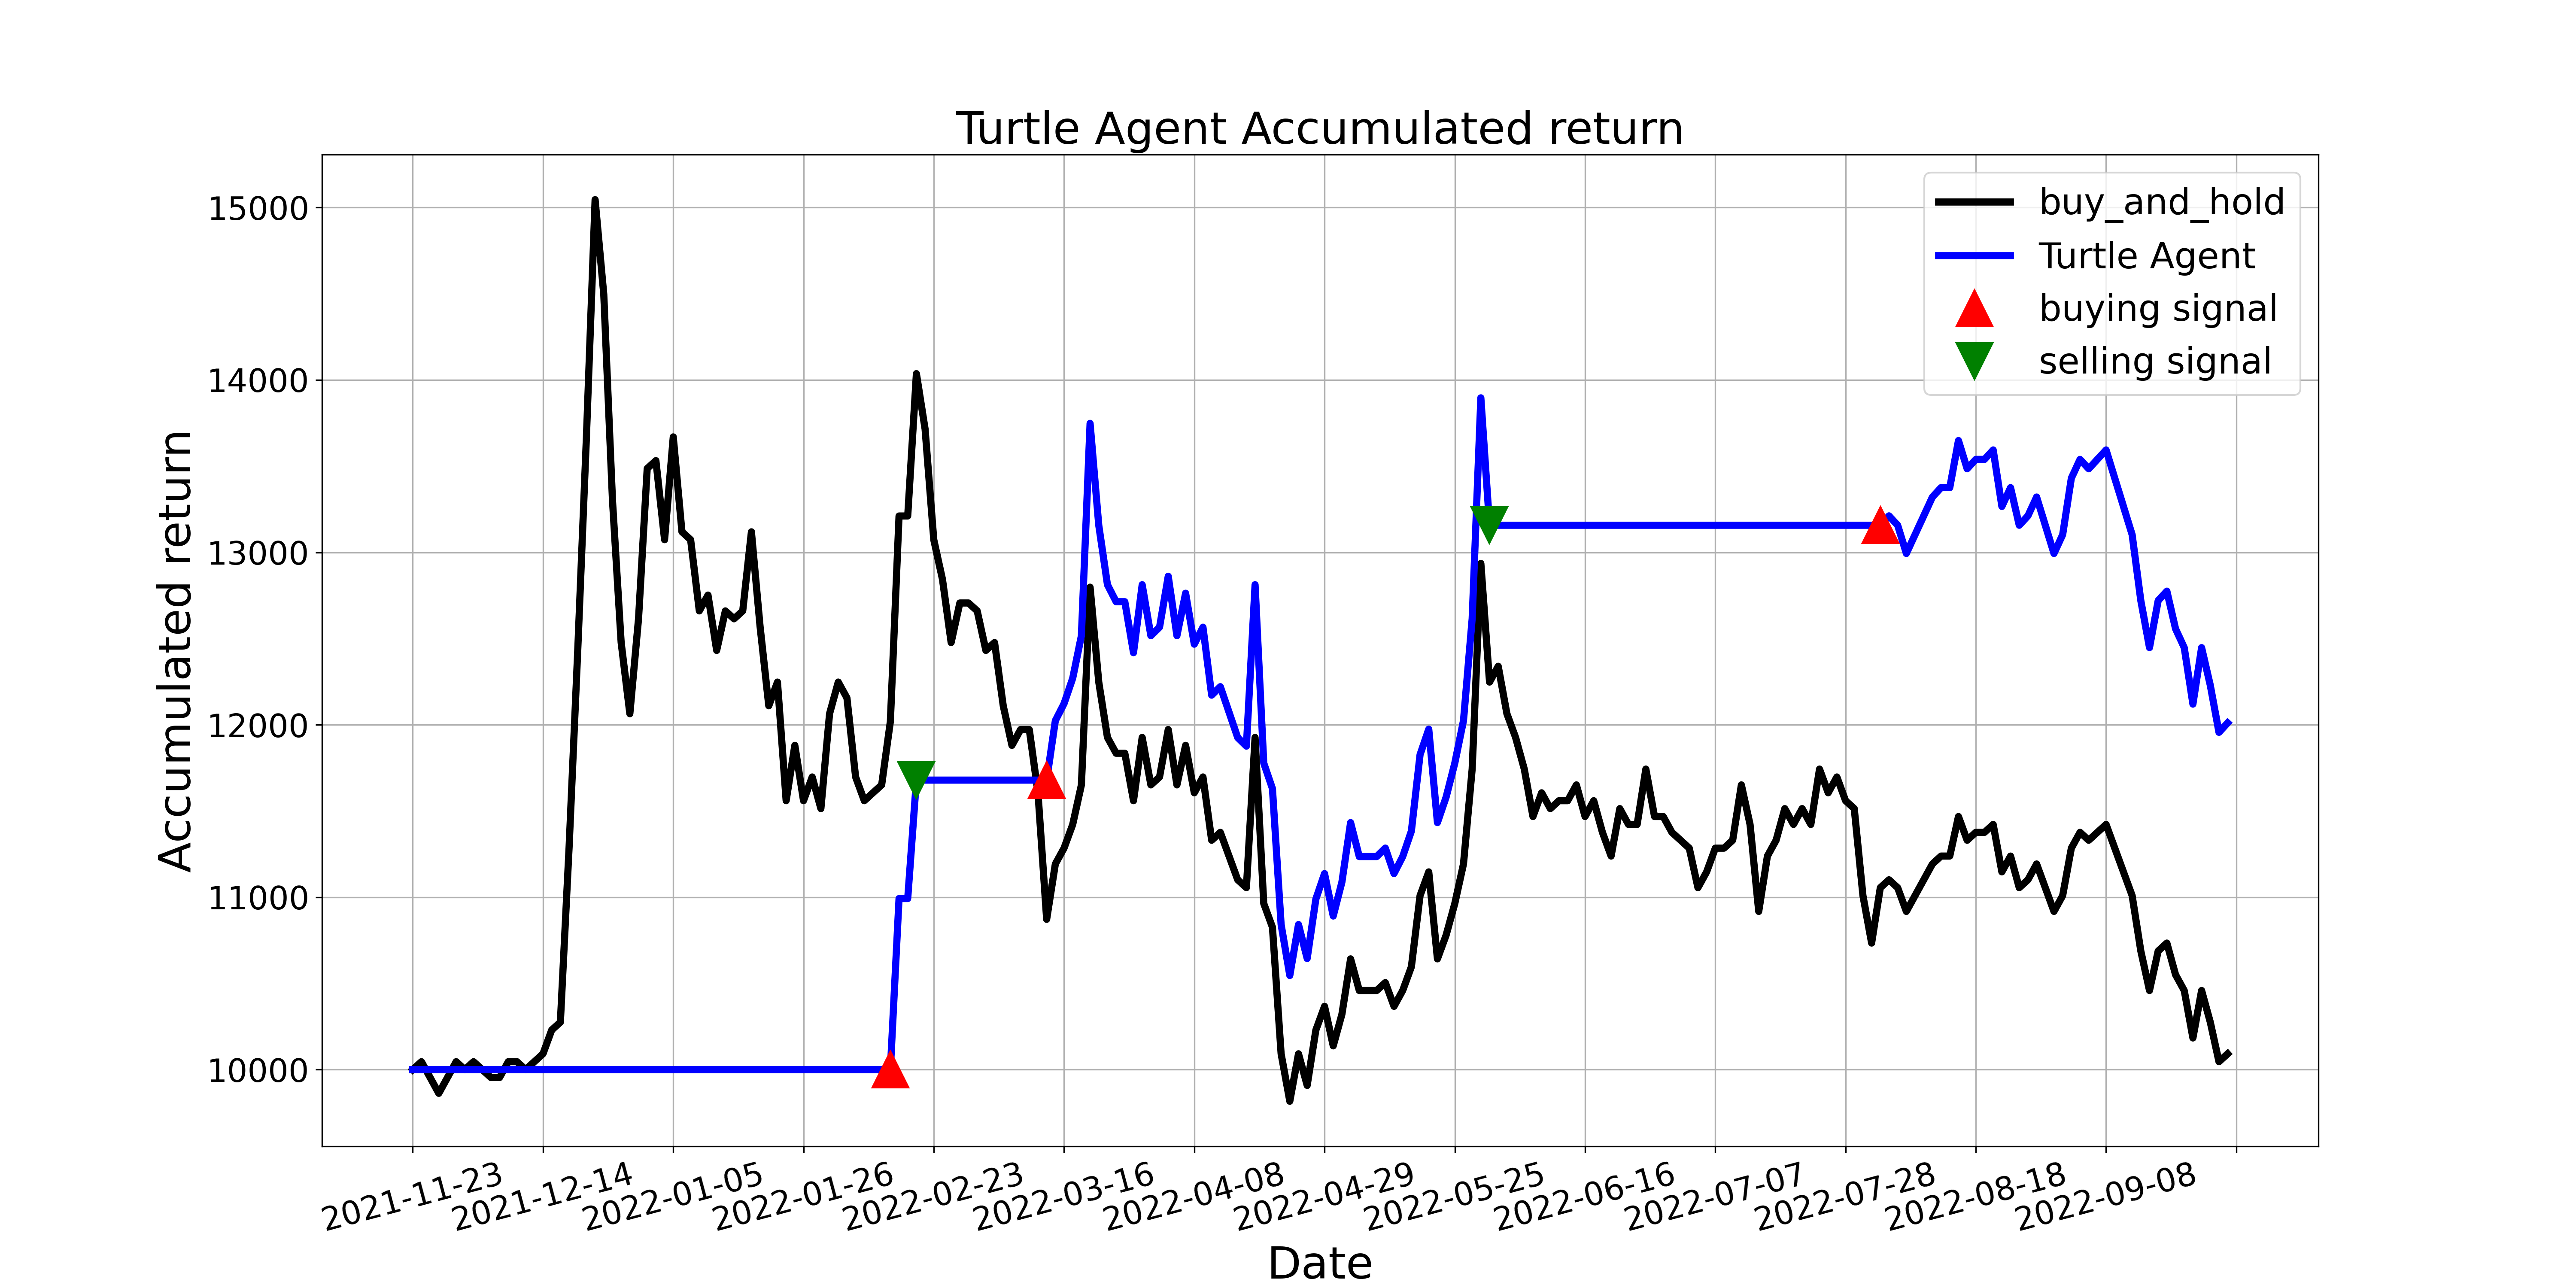 Turtle Agent Accumulated return
buy_and_hold
Turtle Agent
buying signal
selling signal
Accumulated return
15000
14000
13000
12000
11000
10000
2021-11-23
2021-12-14
2022-01-05
2022-01-26
2022-02-23
2022-03-16
2022-04-08
2022-04-29
2022-05-25
2022-06-16
2022-07-07
2022-07-28
2022-08-18
2022-09-08
Date